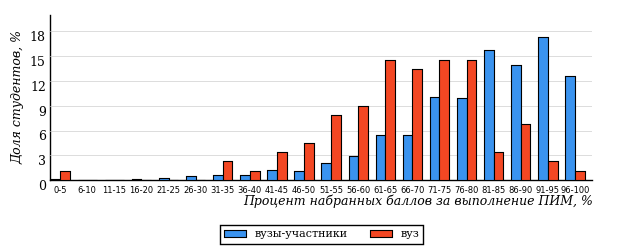 Доля студентов, %
18
15
12
9
6
3
0
0-5 6-10 11-15 16-20 21-25 26-30 31-35 36-40 41-45 46-50 51-55 56-60 61-65 66-70 71-75 76-80 81-85 86-90 91-95 96-100
Процент набранных баллов за выполнение ПИМ, %
вузы-участники вуз